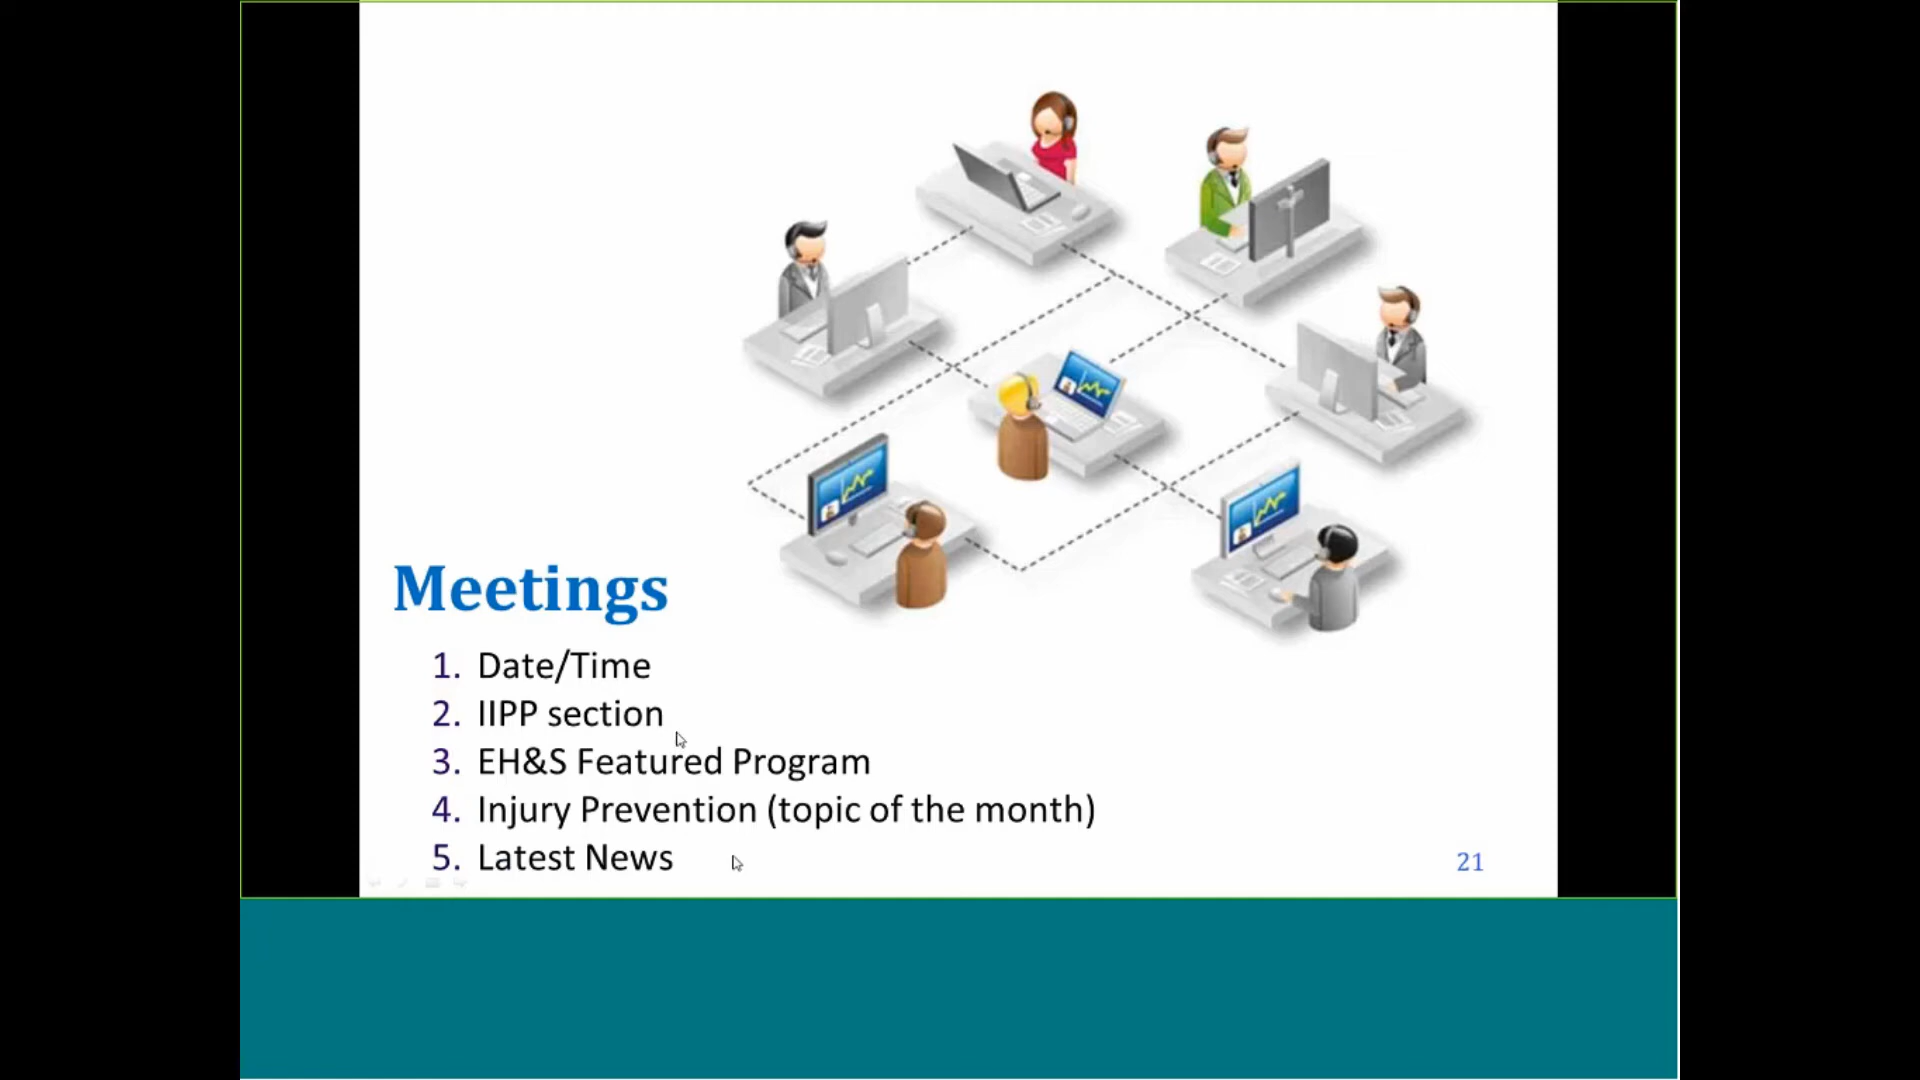 Meetings
1. Date/Time
2. IIPP section
3. EH&S Featured Program
4. Injury Prevention (topic of the month)
5. Latest News
21